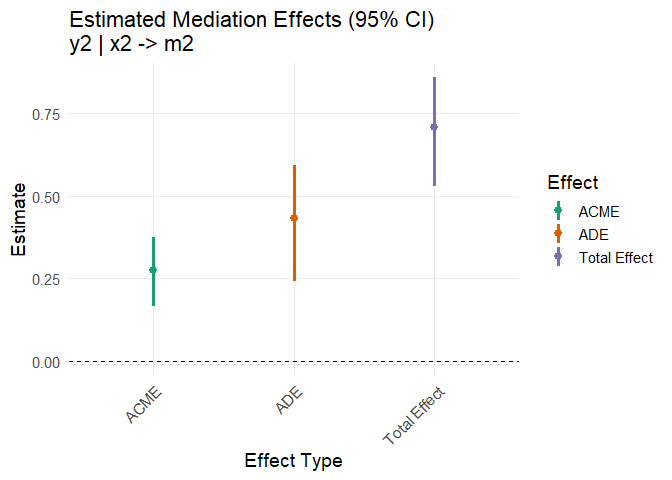 Estimated Mediation Effects (95% CI)
y2 | x2 -> m2
0.75
0.50
0.25
0.00
Estimate
ACME
ADE
Total Effect
Effect Type
Effect
ACME
ADE
Total Effect